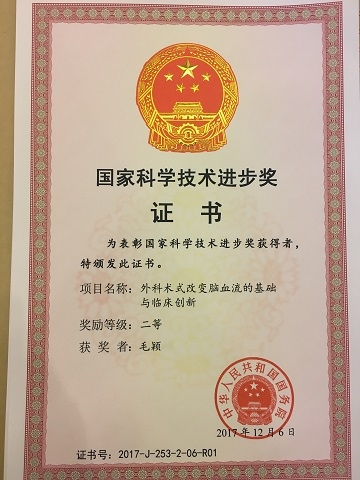 国家科学技术进步奖
证书
为表彰国家科学技术进步奖获得者,
特颁发此证书。
项目名称: 外科术式改变脑血流的基础
与临床创新
奖励等级: 二等
获奖者: 毛颖
中华人民共和国国务院
2017年12月6日
证书号: 2017-J-253-2-06-R01